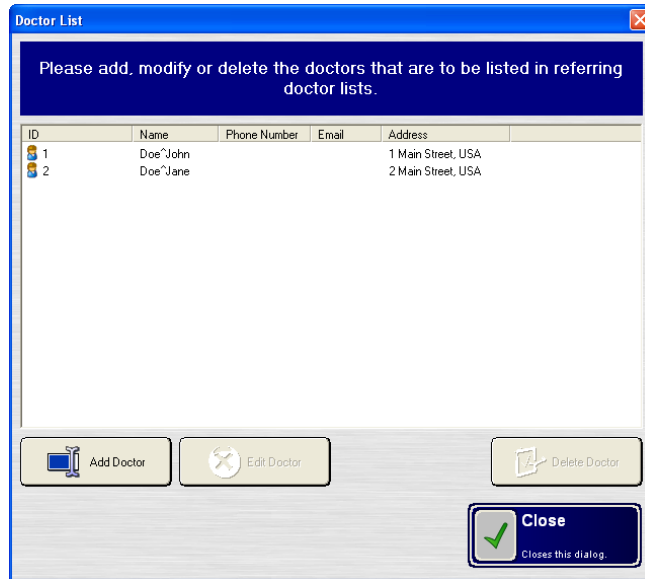 Doctor List
Please add, modify or delete the doctors that are to be listed in referring
doctor lists.
ID Name Phone Number Email Address
1 Doe^John 1 Main Street, USA
2 Doe^Jane 2 Main Street, USA
Add Doctor Edit Doctor Delete Doctor
Close
Closes this dialog.